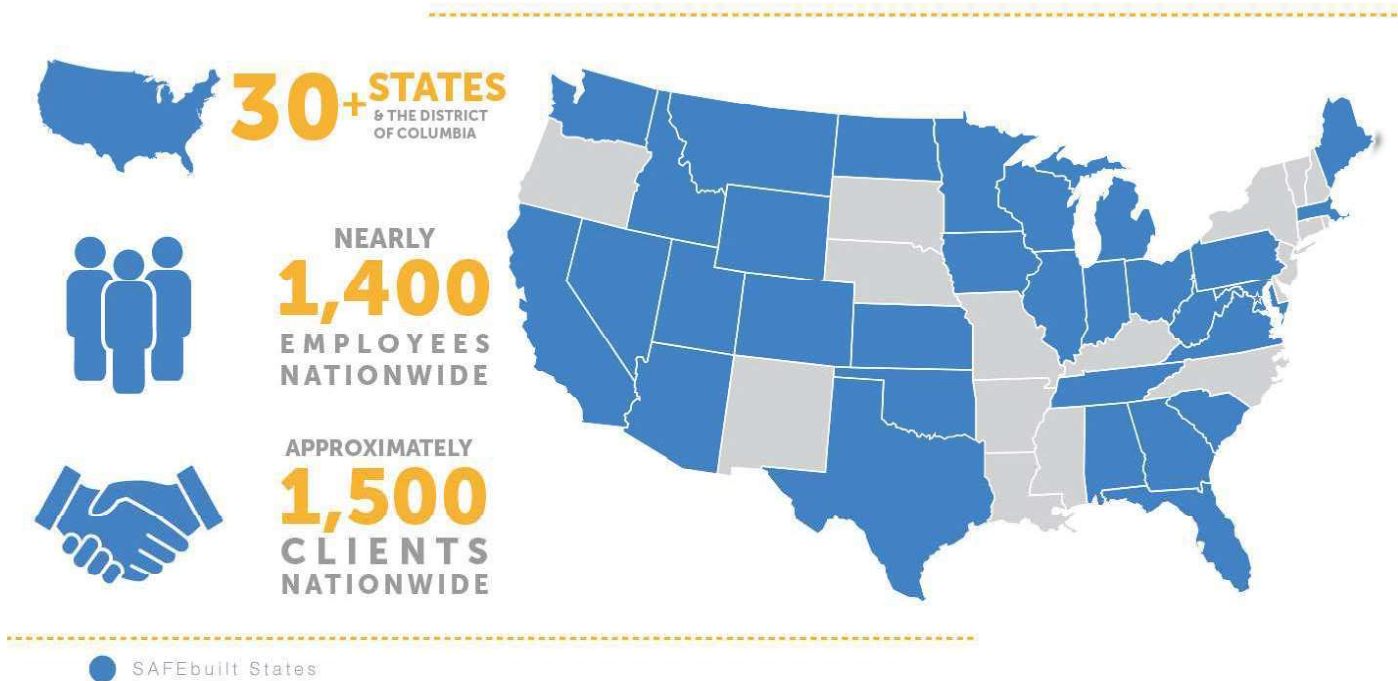 30+ STATES
& THE DISTRICT
OF COLUMBIA
NEARLY
1,400
EMPLOYEES
NATIONWIDE
APPROXIMATELY
1,500
CLIENTS
NATIONWIDE
SAFEbuilt States